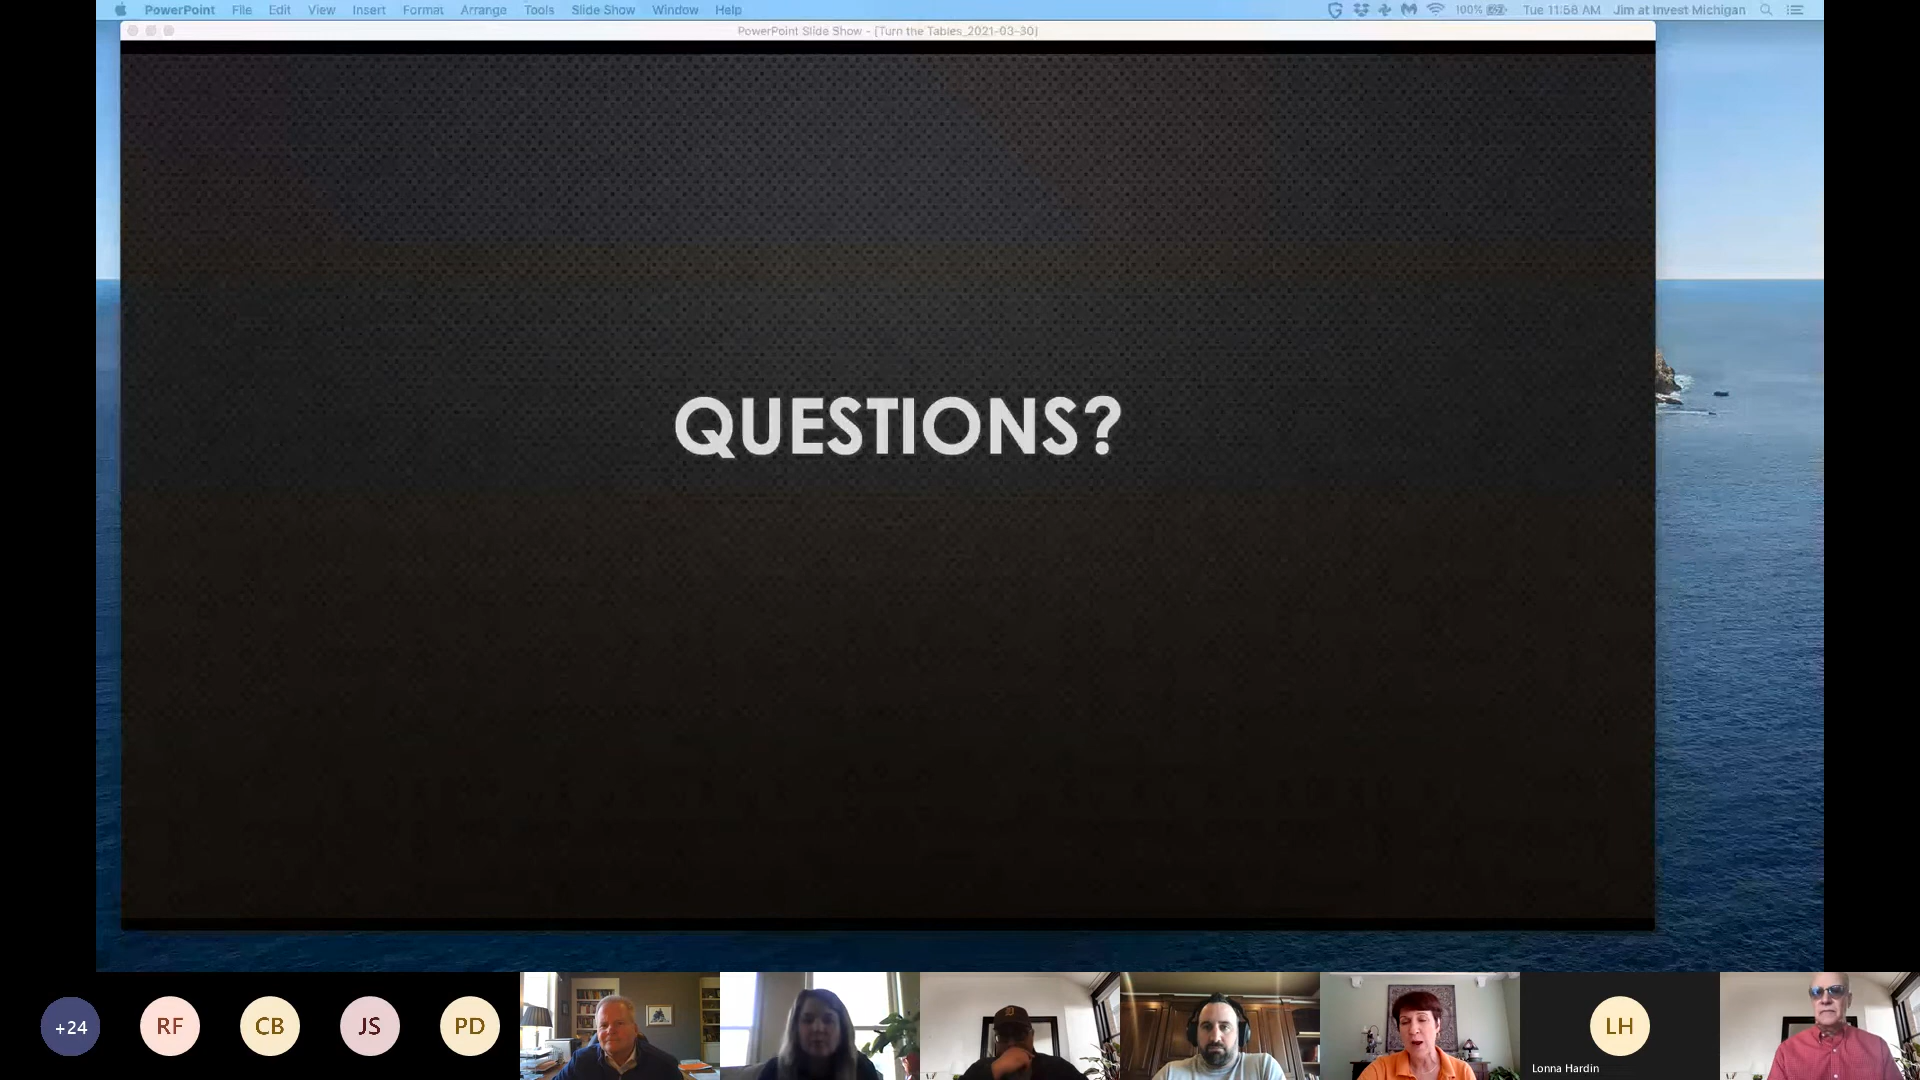 PowerPoint File Edit View Insert Format Arrange Tools Slide Show Window Help 100% Tue 11:58 AM Jim at Invest Michigan
PowerPoint Slide Show - [Turn the Tables_2021-03-30]
QUESTIONS?
+24 RF CB JS PD LH
Lonna Hardin